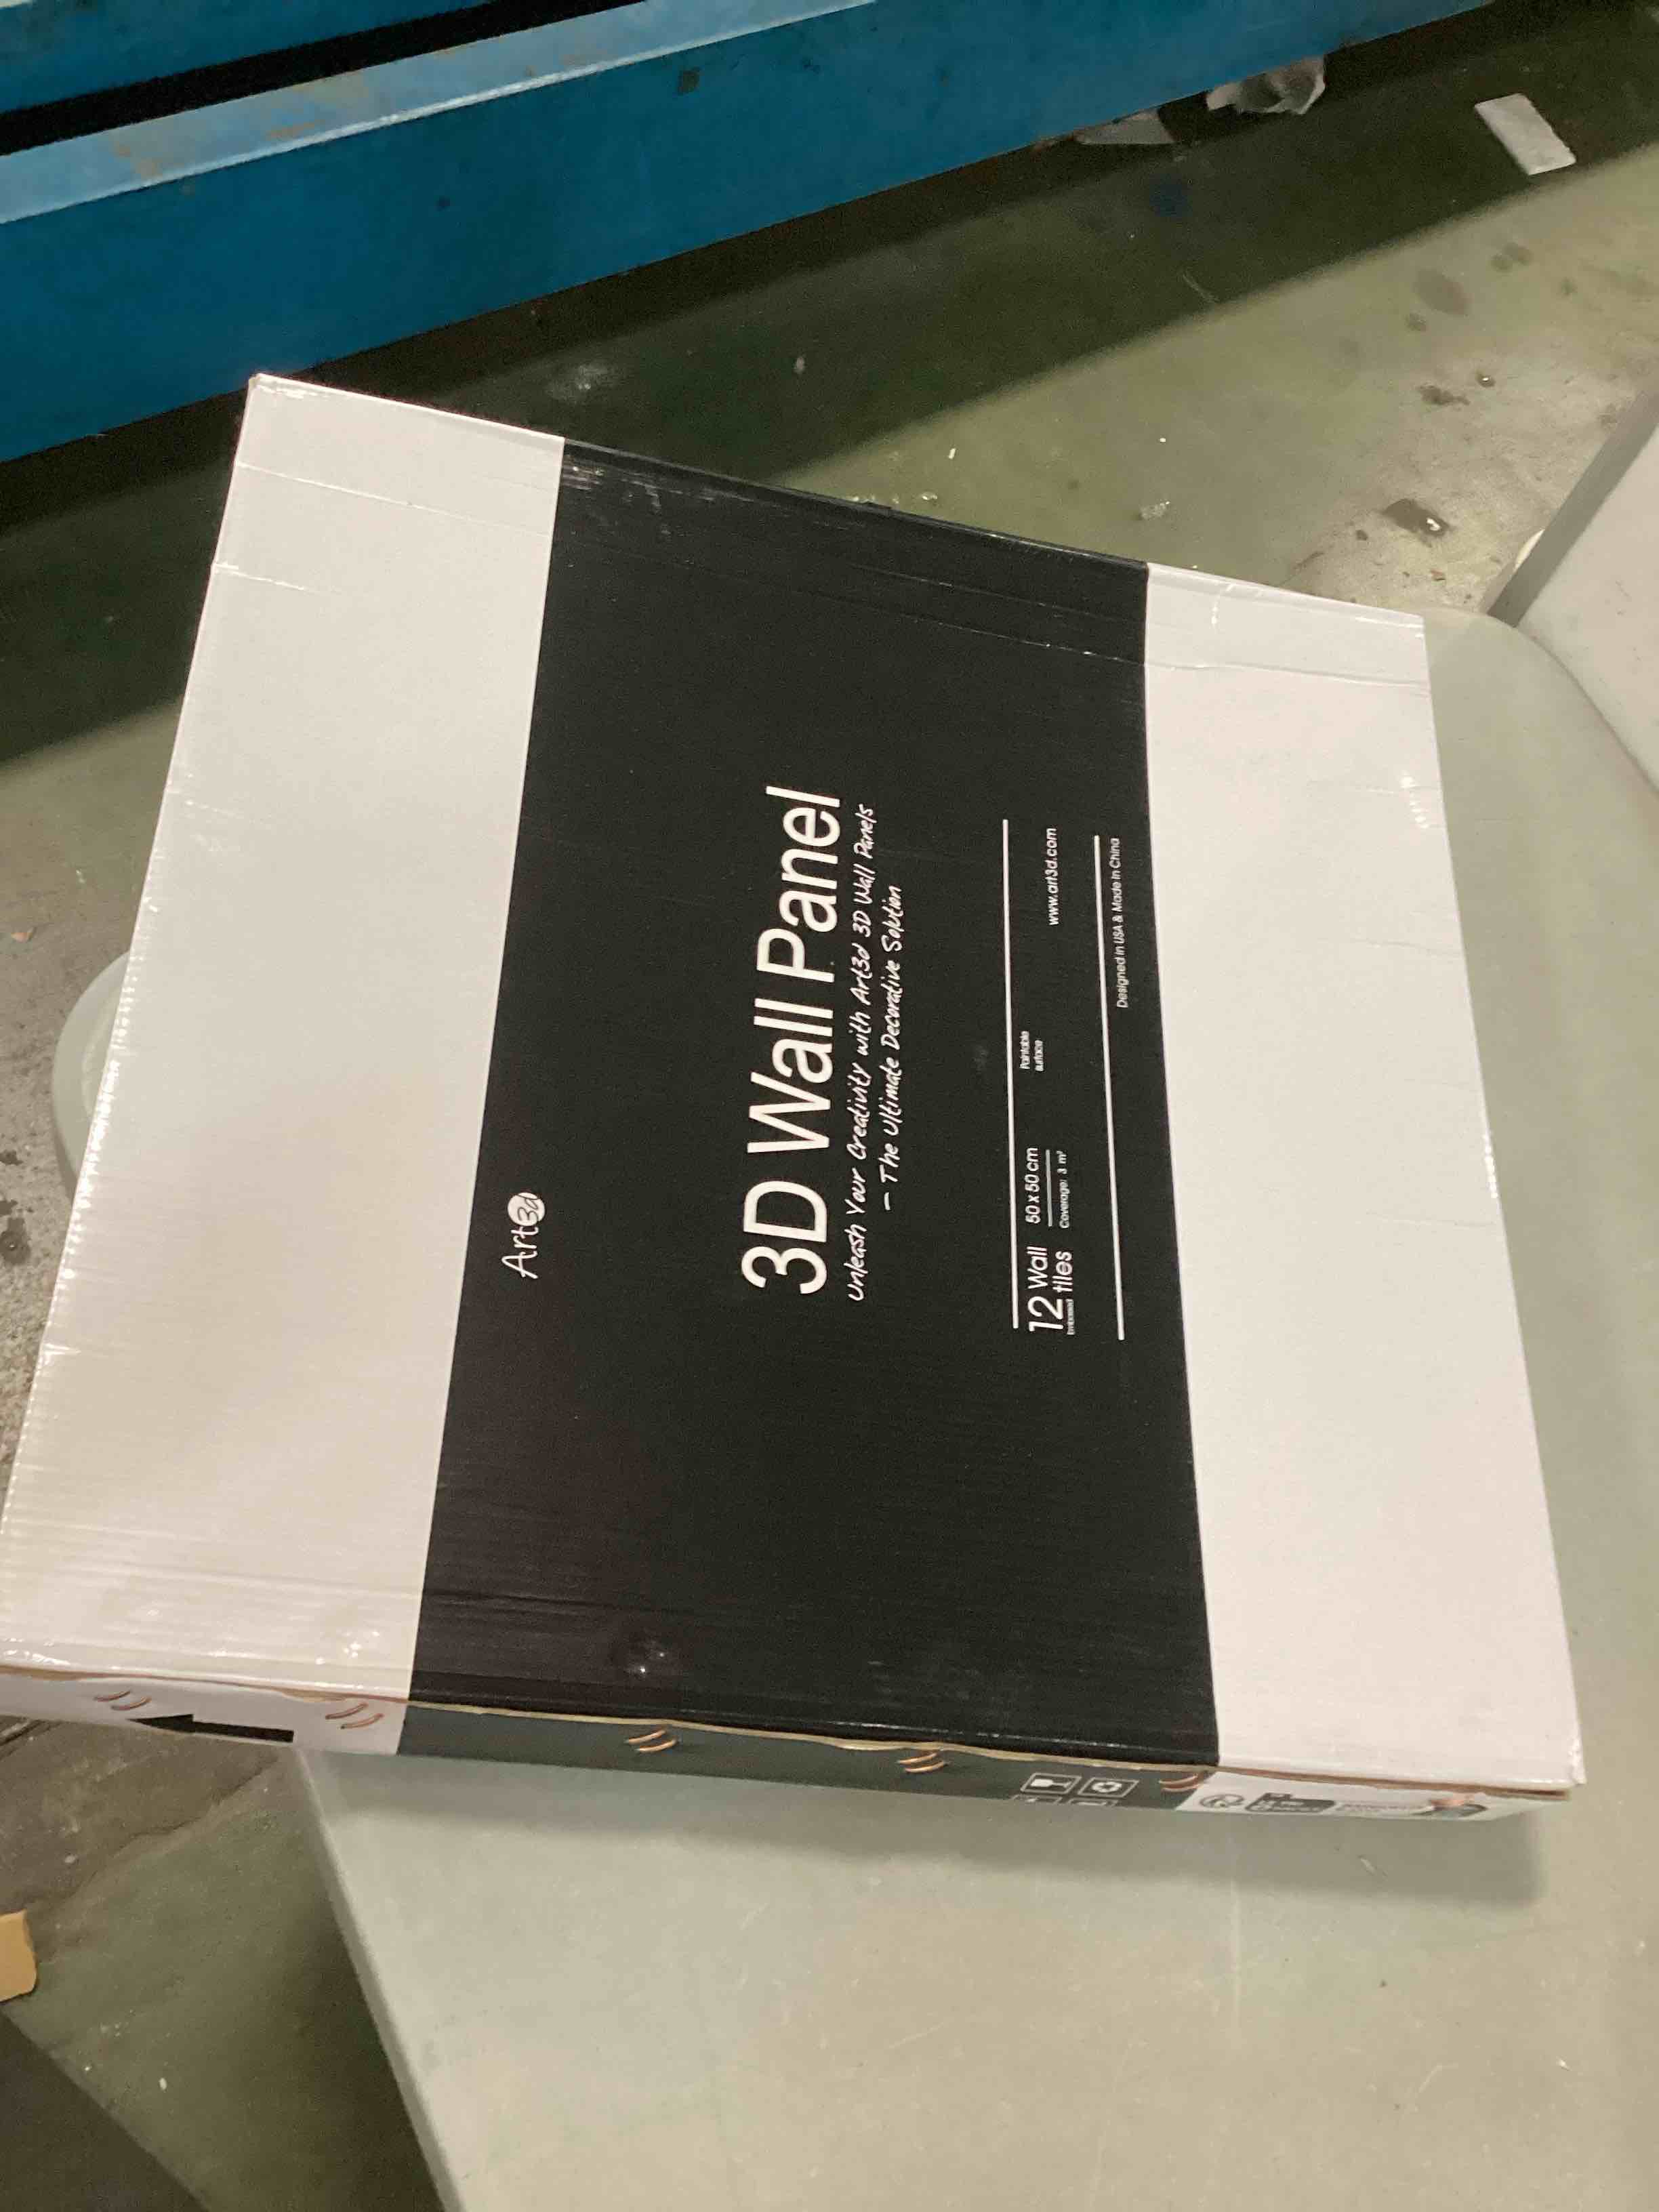 Art3d
3D Wall Panel
Unleash Your Creativity with Art3d 3D Wall Panels
– The Ultimate Decorative Solution
12 Wall tiles
Embossed
50 x 50 cm
Coverage: 3 m²
Paintable
surface
www.art3d.com
Designed in USA & Made in China